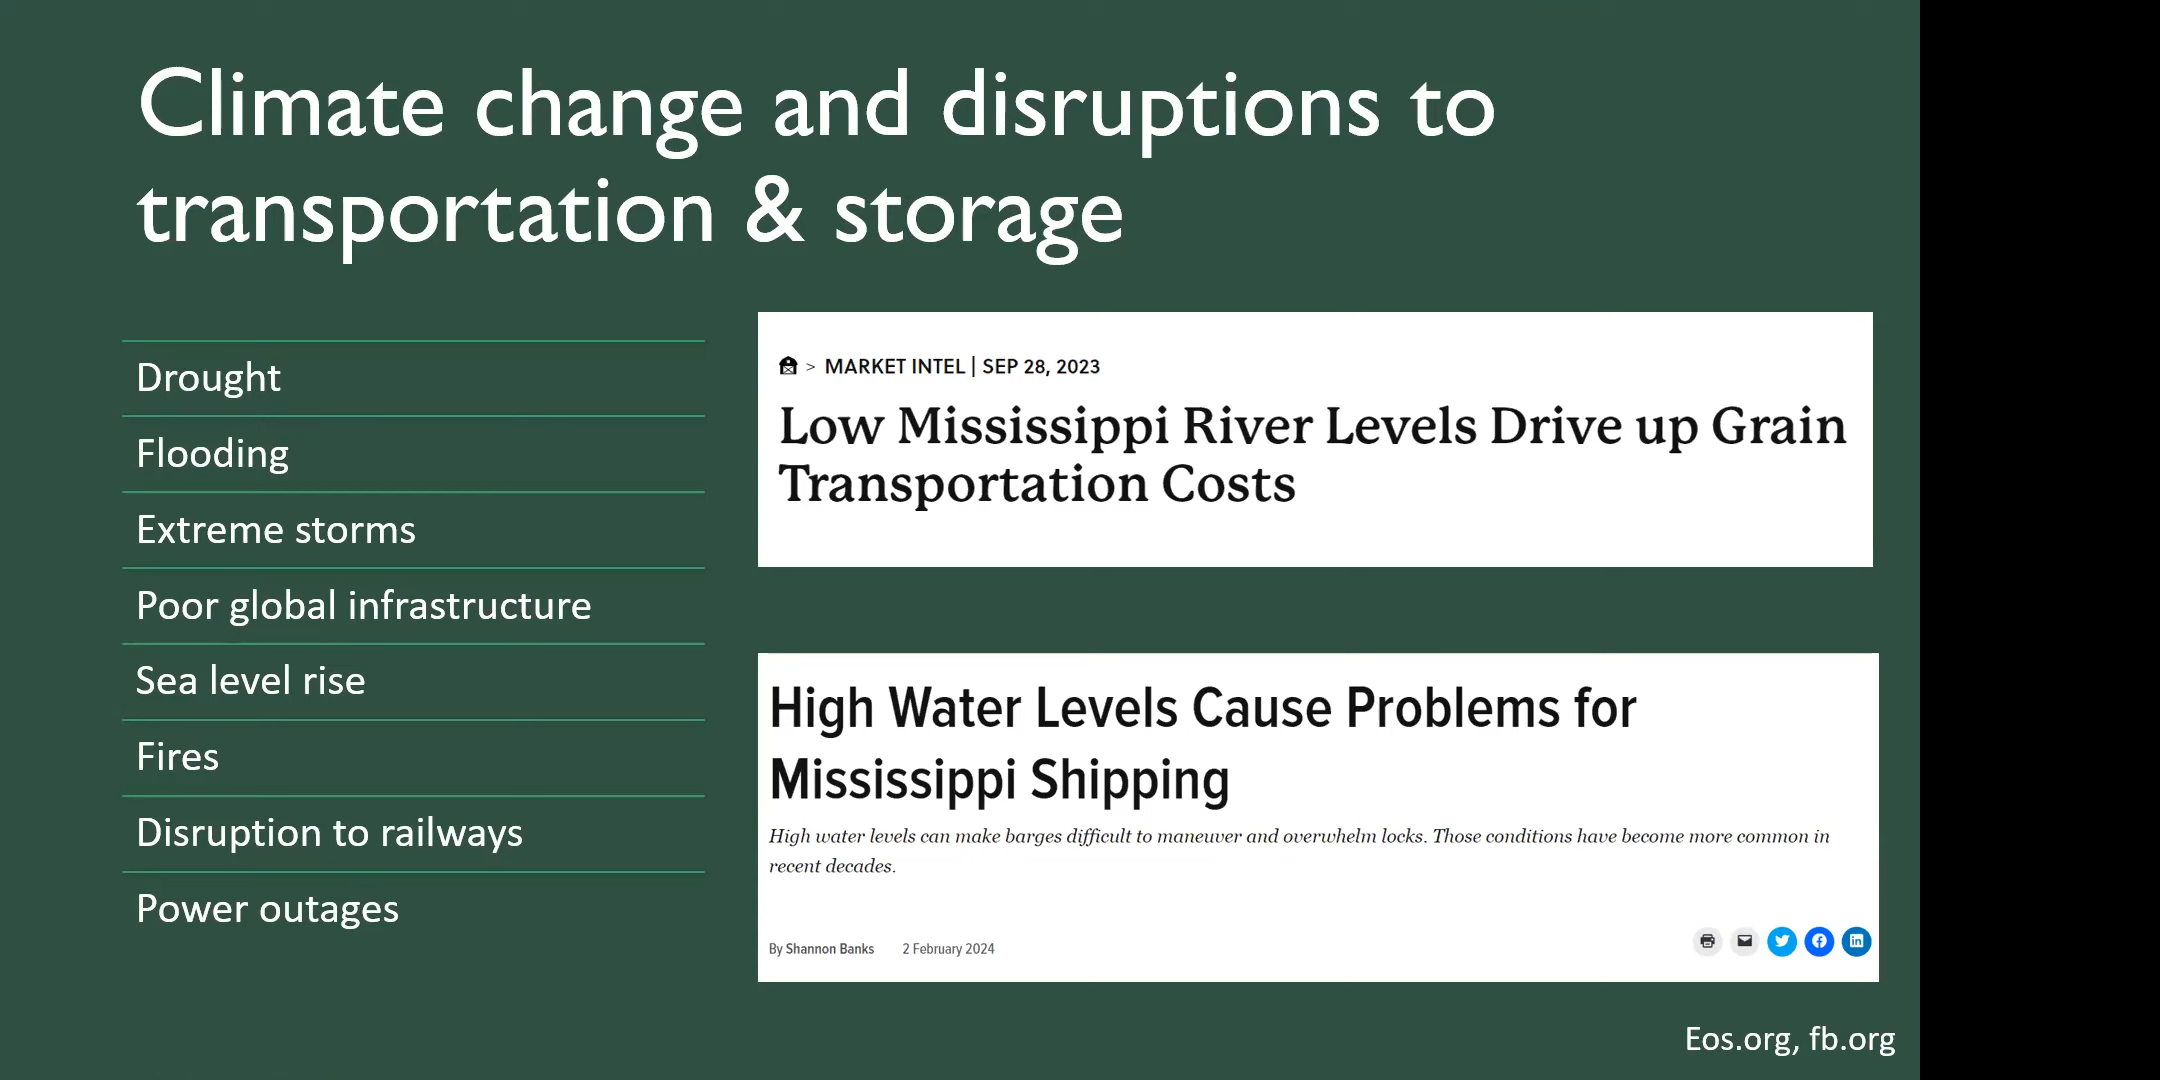 Climate change and disruptions to
transportation & storage
Drought
Flooding
Extreme storms
Poor global infrastructure
Sea level rise
Fires
Disruption to railways
Power outages
> MARKET INTEL | SEP 28, 2023
Low Mississippi River Levels Drive up Grain
Transportation Costs
High Water Levels Cause Problems for
Mississippi Shipping
High water levels can make barges difficult to maneuver and overwhelm locks. Those conditions have become more common in
recent decades.
By Shannon Banks 2 February 2024
Eos.org, fb.org